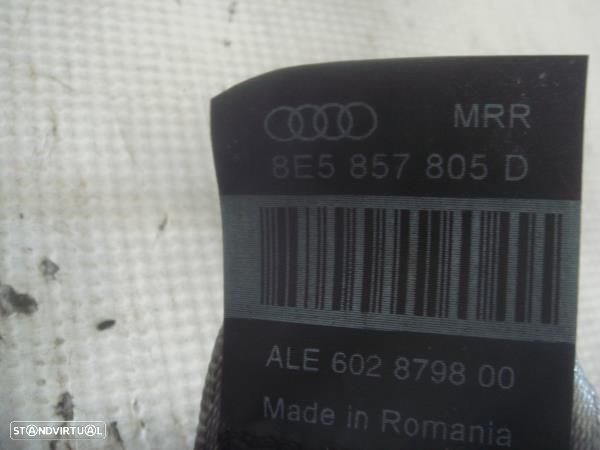 MRR
8E5 857 805 D
ALE 602 8798 00
Made in Romania
STANDVIRTUAL